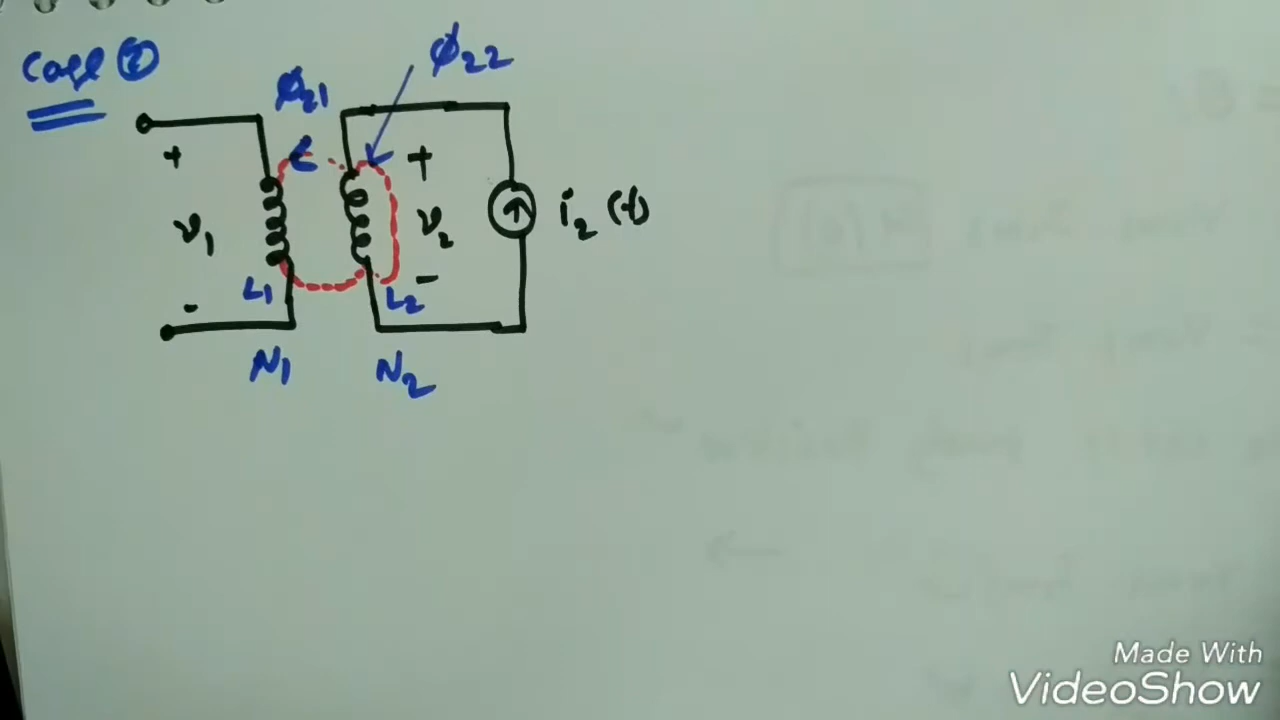 Case ②
ϕ21
ϕ22
+
+
v1
v2
i2 (t)
-
-
L1
L2
N1
N2
Made With
VideoShow